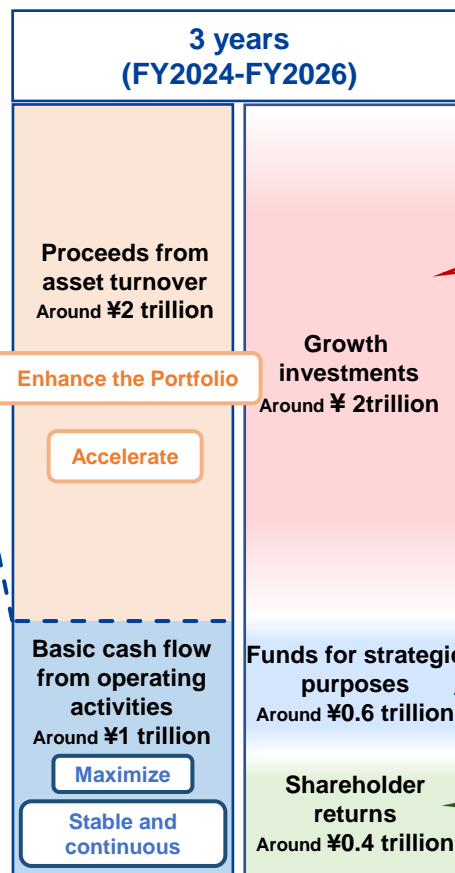 3 years
(FY2024-FY2026)
Proceeds from
asset turnover
Around ¥2 trillion
Enhance the Portfolio
Accelerate
Basic cash flow
from operating
activities
Around ¥1 trillion
Maximize
Stable and
continuous
Growth
investments
Around ¥ 2trillion
Funds for strategic
purposes
Around ¥0.6 trillion
Shareholder
returns
Around ¥0.4 trillion